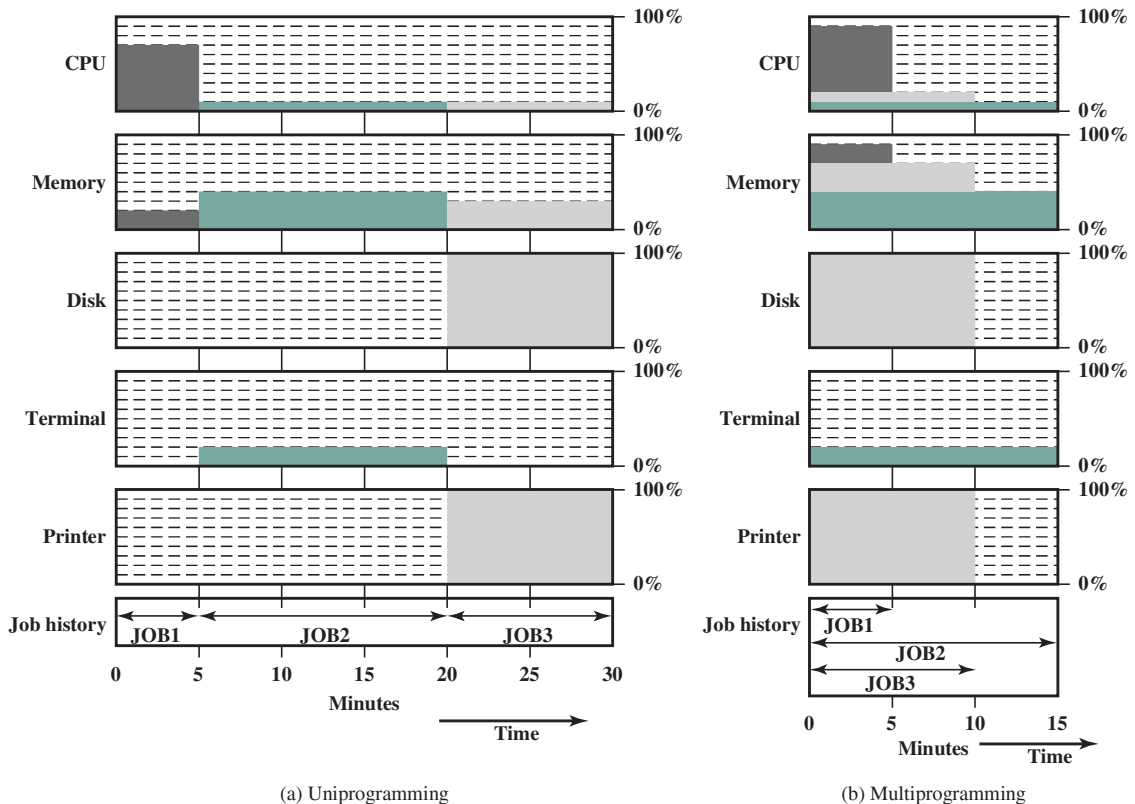 100%
CPU
0%
100%
Memory
0%
100%
Disk
0%
100%
Terminal
0%
100%
Printer
0%
Job history
JOB1 JOB2 JOB3
0 5 10 15 20 25 30
Minutes
Time
(a) Uniprogramming
100%
CPU
0%
100%
Memory
0%
100%
Disk
0%
100%
Terminal
0%
100%
Printer
0%
Job history
JOB1
JOB2
JOB3
0 5 10 15
Minutes
Time
(b) Multiprogramming